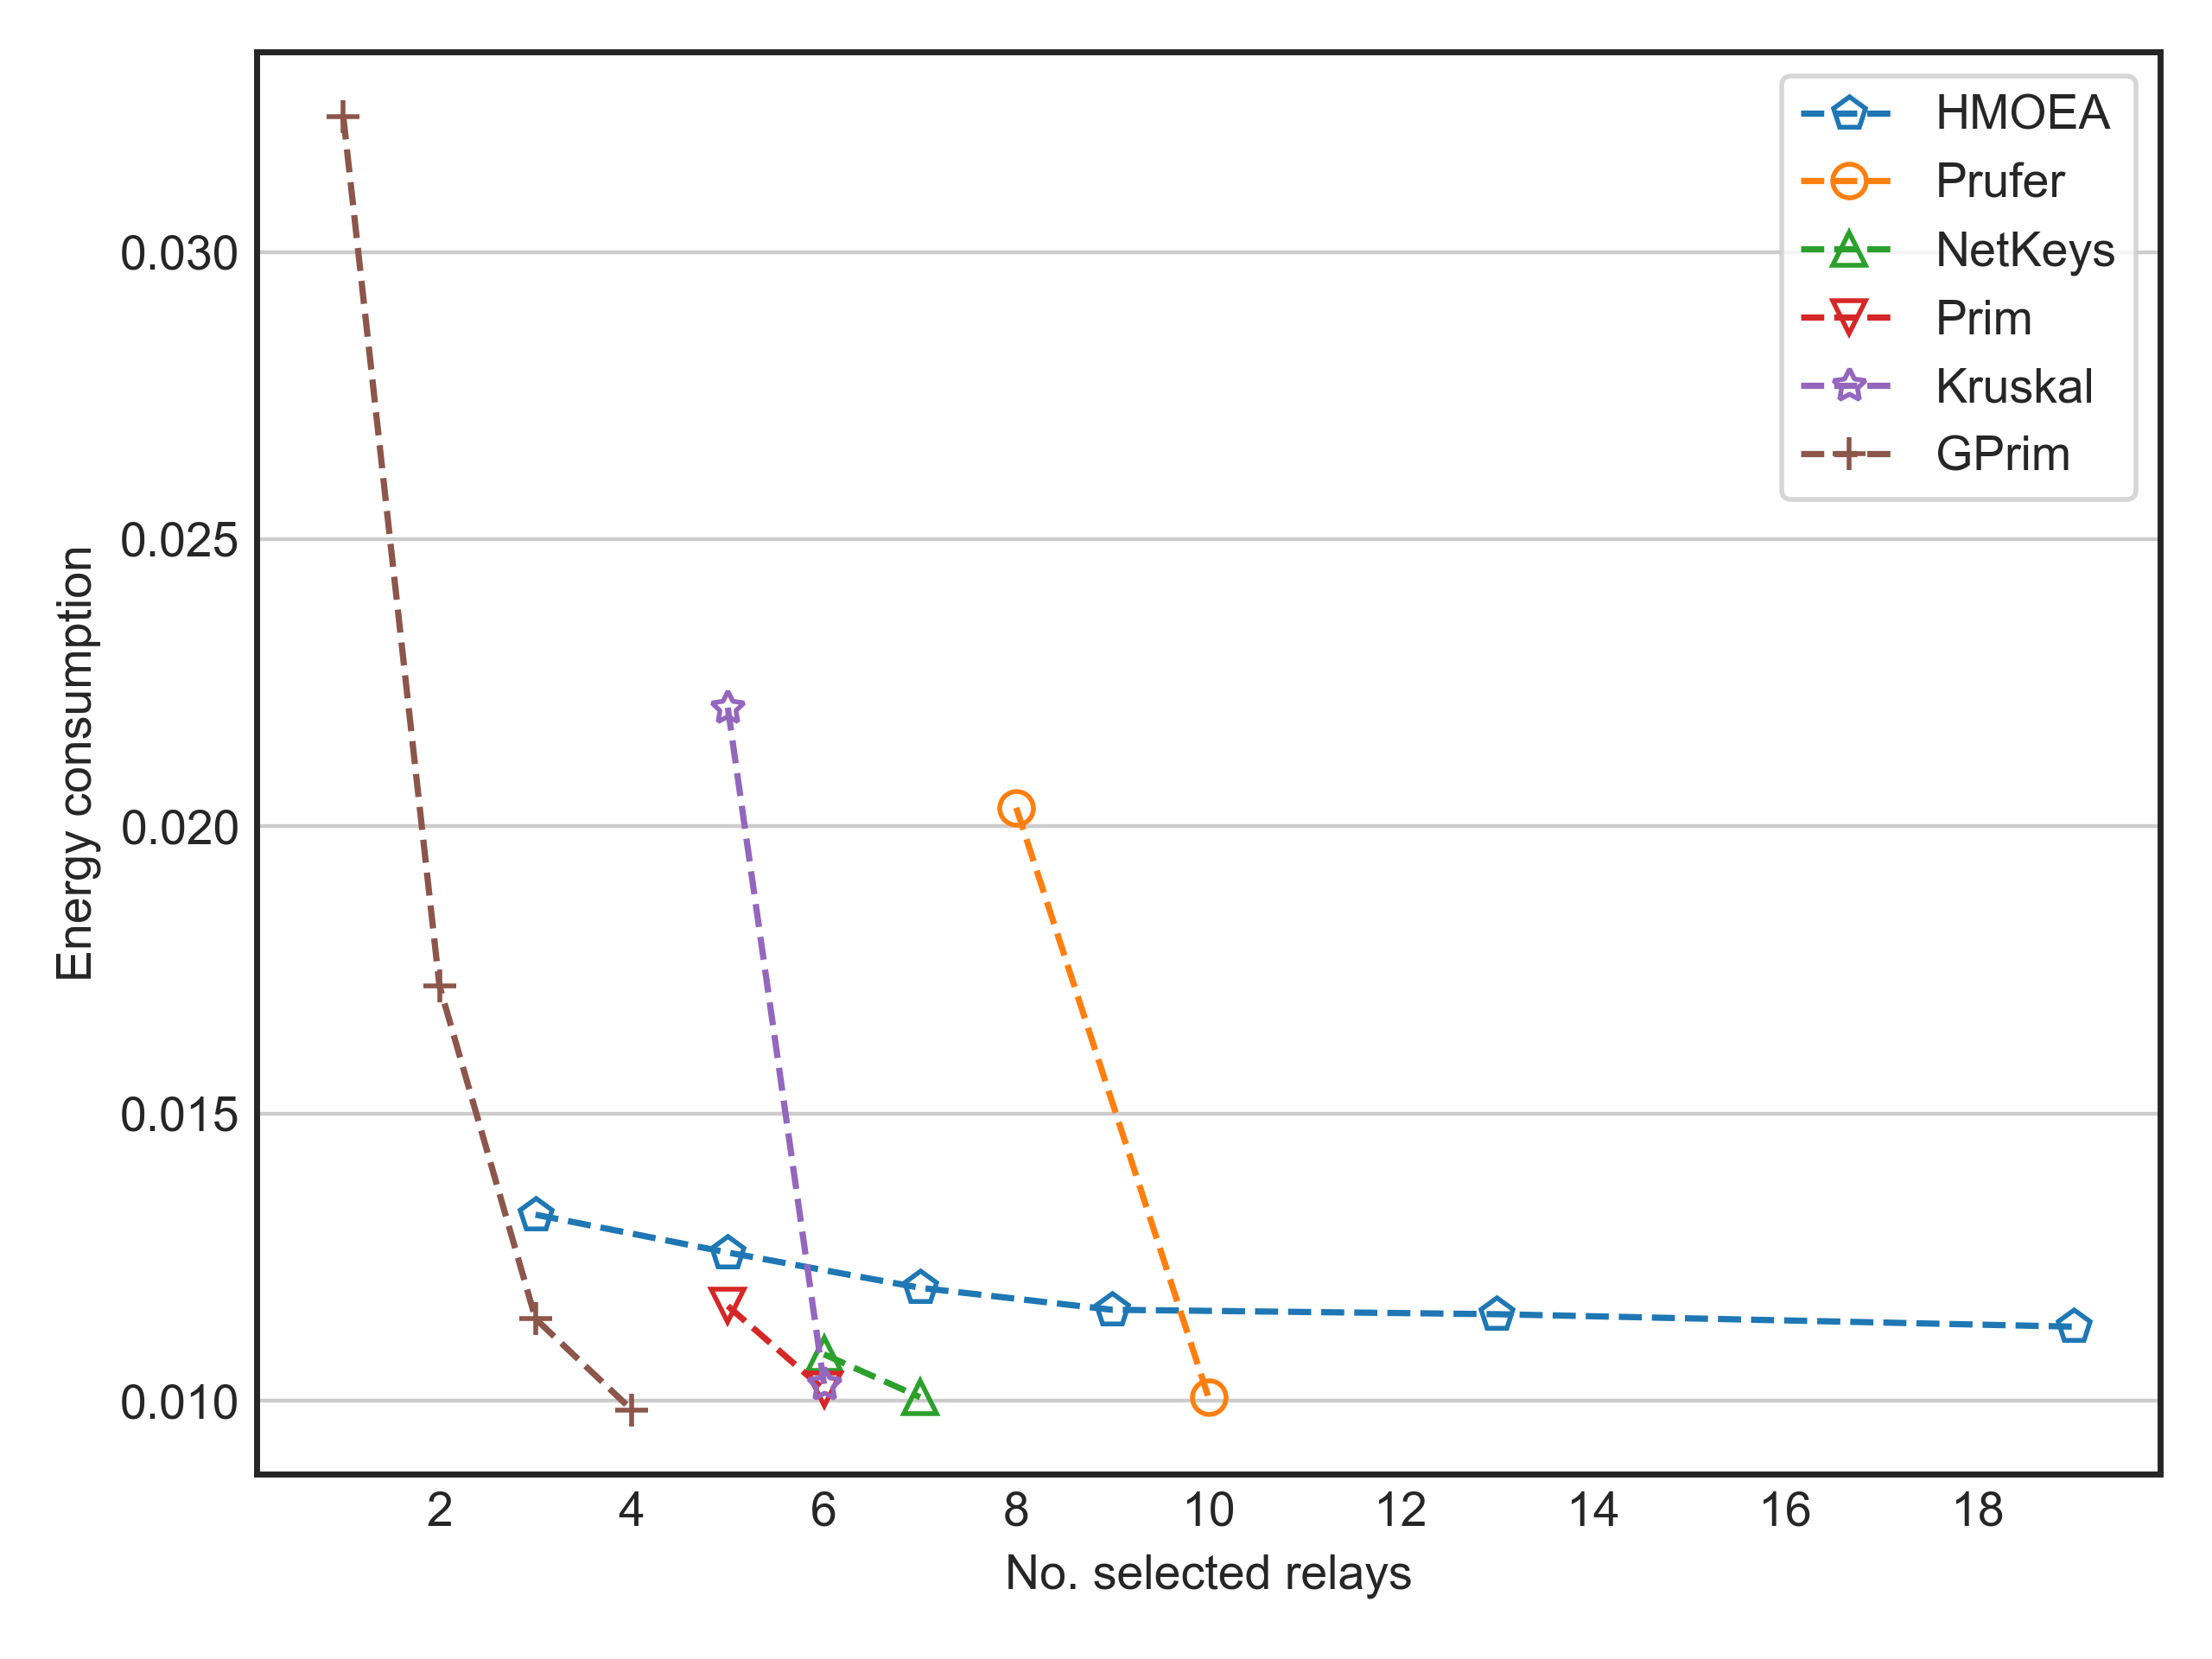 HMOEA
Prufer
NetKeys
Prim
Kruskal
GPrim
0.030
0.025
0.020
0.015
0.010
Energy consumption
2 4 6 8 10 12 14 16 18
No. selected relays